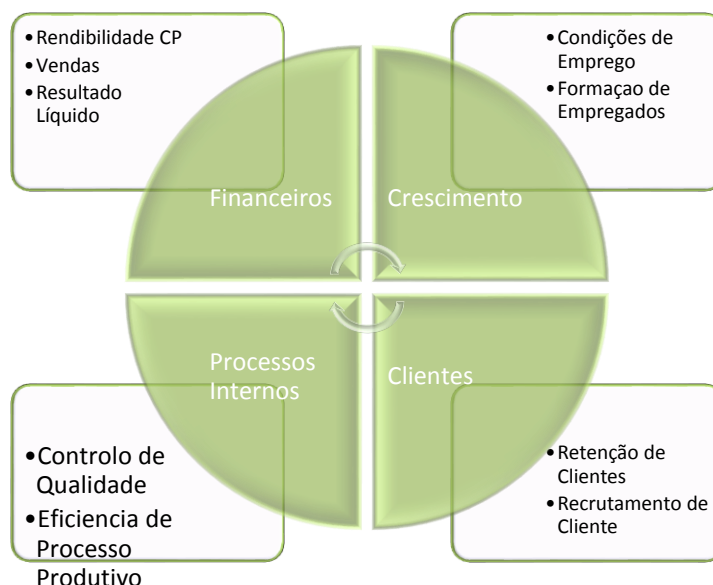 •Rendibilidade CP
•Vendas
•Resultado
Líquido
•Condições de
Emprego
•Formaçao de
Empregados
Financeiros
Crescimento
Processos
Internos
Clientes
•Controlo de
Qualidade
•Eficiencia de
Processo
Produtivo
•Retenção de
Clientes
•Recrutamento de
Cliente